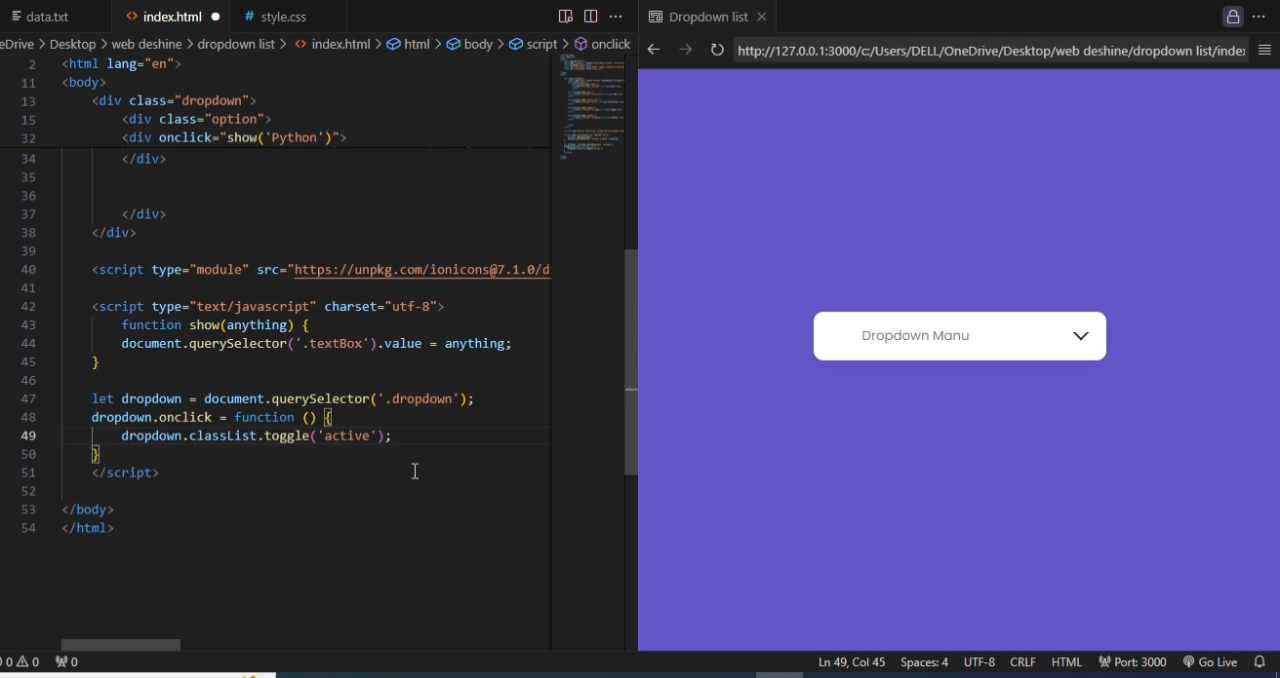 data.txt index.html style.css
eDrive > Desktop > web deshine > dropdown list > index.html > html > body > script > onclick
2 <html lang="en">
11 <body>
13 <div class="dropdown">
15 <div class="option">
32 <div onclick="show('Python')">
34 </div>
35
36
37 </div>
38 </div>
39
40 <script type="module" src="https://unpkg.com/ionicons@7.1.0/d
41
42 <script type="text/javascript" charset="utf-8">
43 function show(anything) {
44 document.querySelector('.textBox').value = anything;
45 }
46
47 let dropdown = document.querySelector('.dropdown');
48 dropdown.onclick = function () {
49 dropdown.classList.toggle('active');
50 }
51 </script>
52
53 </body>
54 </html>
Dropdown list
http://127.0.0.1:3000/c:/Users/DELL/OneDrive/Desktop/web deshine/dropdown list/index
Dropdown Manu
0 0 0 Ln 49, Col 45 Spaces: 4 UTF-8 CRLF HTML Port: 3000 Go Live